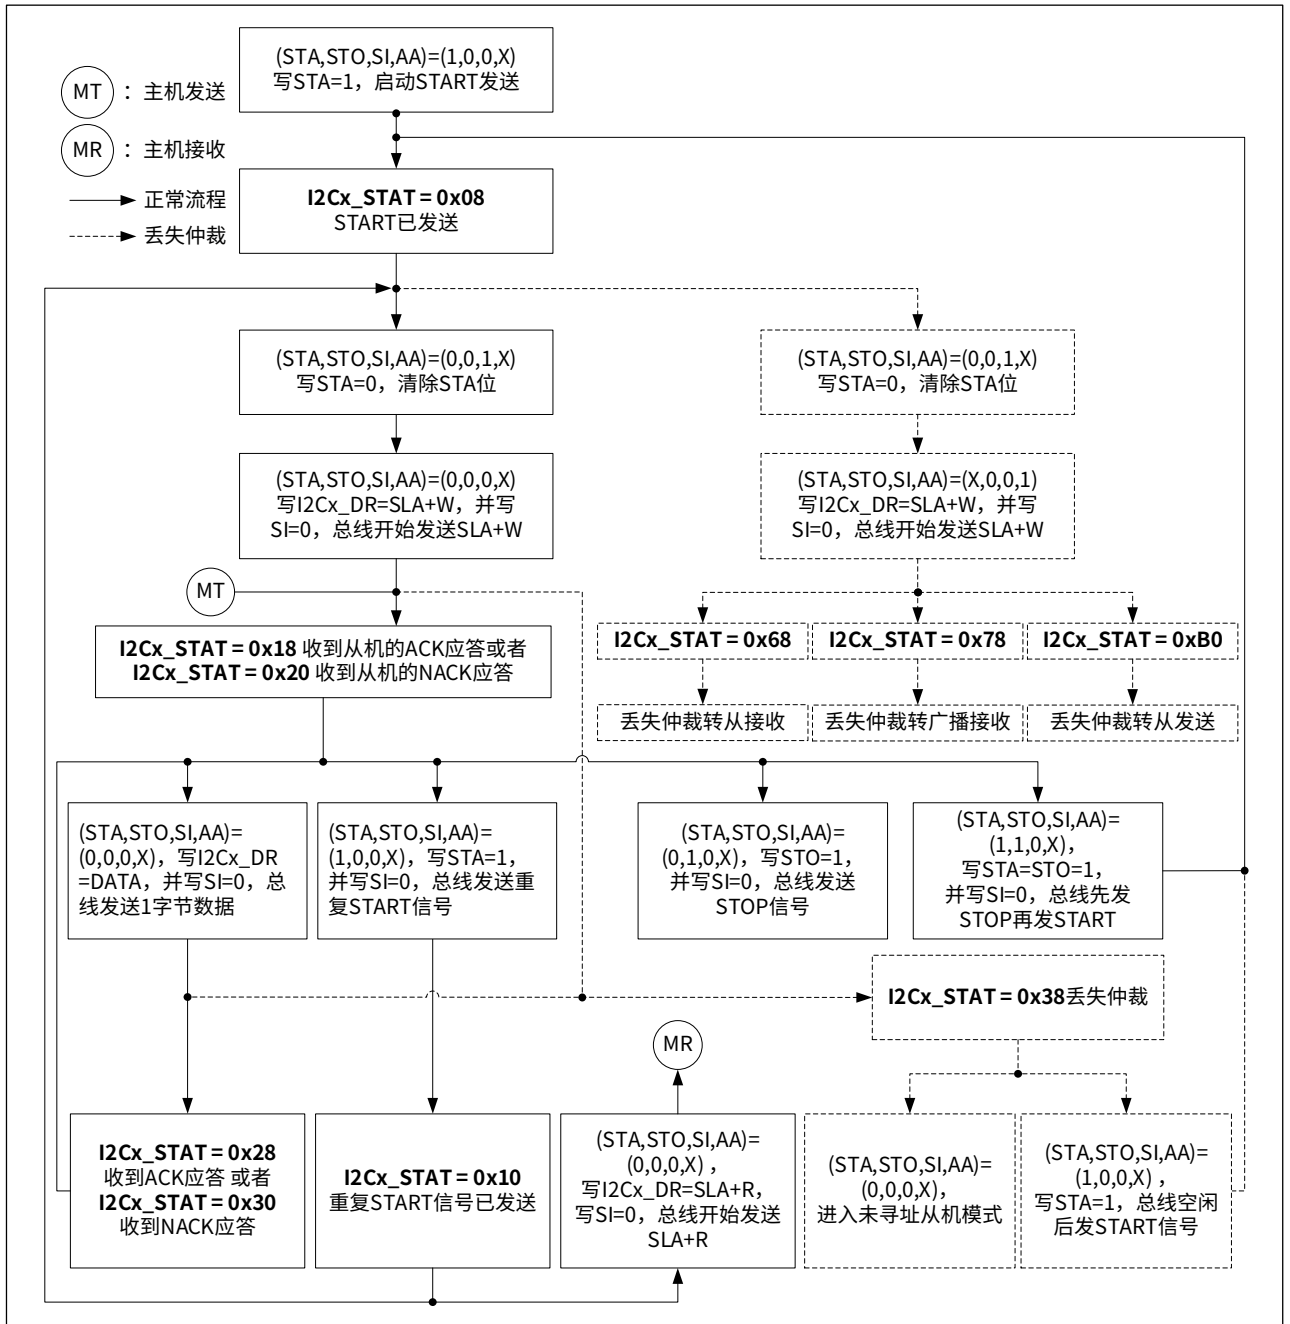 (STA,STO,SI,AA)=(1,0,0,X)
写STA=1，启动START发送
MT ：主机发送
MR ：主机接收
正常流程
丢失仲裁
I2Cx_STAT = 0x08
START已发送
(STA,STO,SI,AA)=(0,0,1,X)
写STA=0，清除STA位
(STA,STO,SI,AA)=(0,0,1,X)
写STA=0，清除STA位
(STA,STO,SI,AA)=(0,0,0,X)
写I2Cx_DR=SLA+W，并写
SI=0，总线开始发送SLA+W
(STA,STO,SI,AA)=(X,0,0,1)
写I2Cx_DR=SLA+W，并写
SI=0，总线开始发送SLA+W
MT
I2Cx_STAT = 0x18 收到从机的ACK应答或者
I2Cx_STAT = 0x20 收到从机的NACK应答
I2Cx_STAT = 0x68
I2Cx_STAT = 0x78
I2Cx_STAT = 0xB0
丢失仲裁转从接收
丢失仲裁转广播接收
丢失仲裁转从发送
(STA,STO,SI,AA)=
(0,0,0,X)，写I2Cx_DR
=DATA，并写SI=0，总
线发送1字节数据
(STA,STO,SI,AA)=
(1,0,0,X)，写STA=1，
并写SI=0，总线发送重
复START信号
(STA,STO,SI,AA)=
(0,1,0,X)，写STO=1，
并写SI=0，总线发送
STOP信号
(STA,STO,SI,AA)=
(1,1,0,X)，
写STA=STO=1，
并写SI=0，总线先发
STOP再发START
I2Cx_STAT = 0x38丢失仲裁
MR
I2Cx_STAT = 0x28
收到ACK应答 或者
I2Cx_STAT = 0x30
收到NACK应答
I2Cx_STAT = 0x10
重复START信号已发送
(STA,STO,SI,AA)=
(0,0,0,X)，
写I2Cx_DR=SLA+R，
写SI=0，总线开始发送
SLA+R
(STA,STO,SI,AA)=
(0,0,0,X)，
进入未寻址从机模式
(STA,STO,SI,AA)=
(1,0,0,X)，
写STA=1，总线空闲
后发START信号